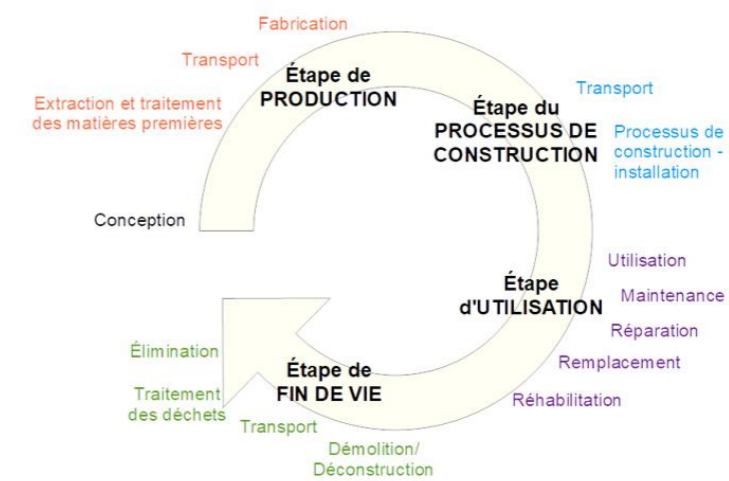 Conception
Extraction et traitement
des matières premières
Transport
Fabrication
Étape de
PRODUCTION
Étape du
PROCESSUS DE
CONSTRUCTION
Transport
Processus de
construction -
installation
Étape
d'UTILISATION
Utilisation
Maintenance
Réparation
Remplacement
Réhabilitation
Étape de
FIN DE VIE
Démolition/
Déconstruction
Transport
Traitement
des déchets
Élimination